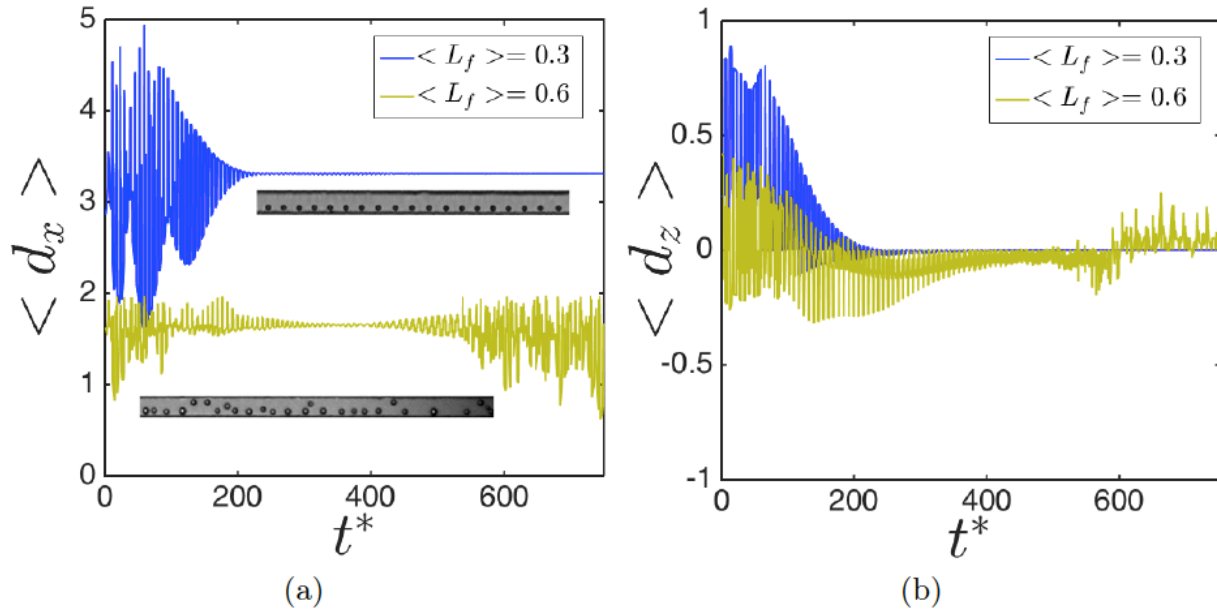 5
4
3
2
1
0
< d_x >
< L_f >= 0.3
< L_f >= 0.6
0 200 400 600
t*
(a)
1
0.5
0
-0.5
-1
< d_z >
< L_f >= 0.3
< L_f >= 0.6
0 200 400 600
t*
(b)